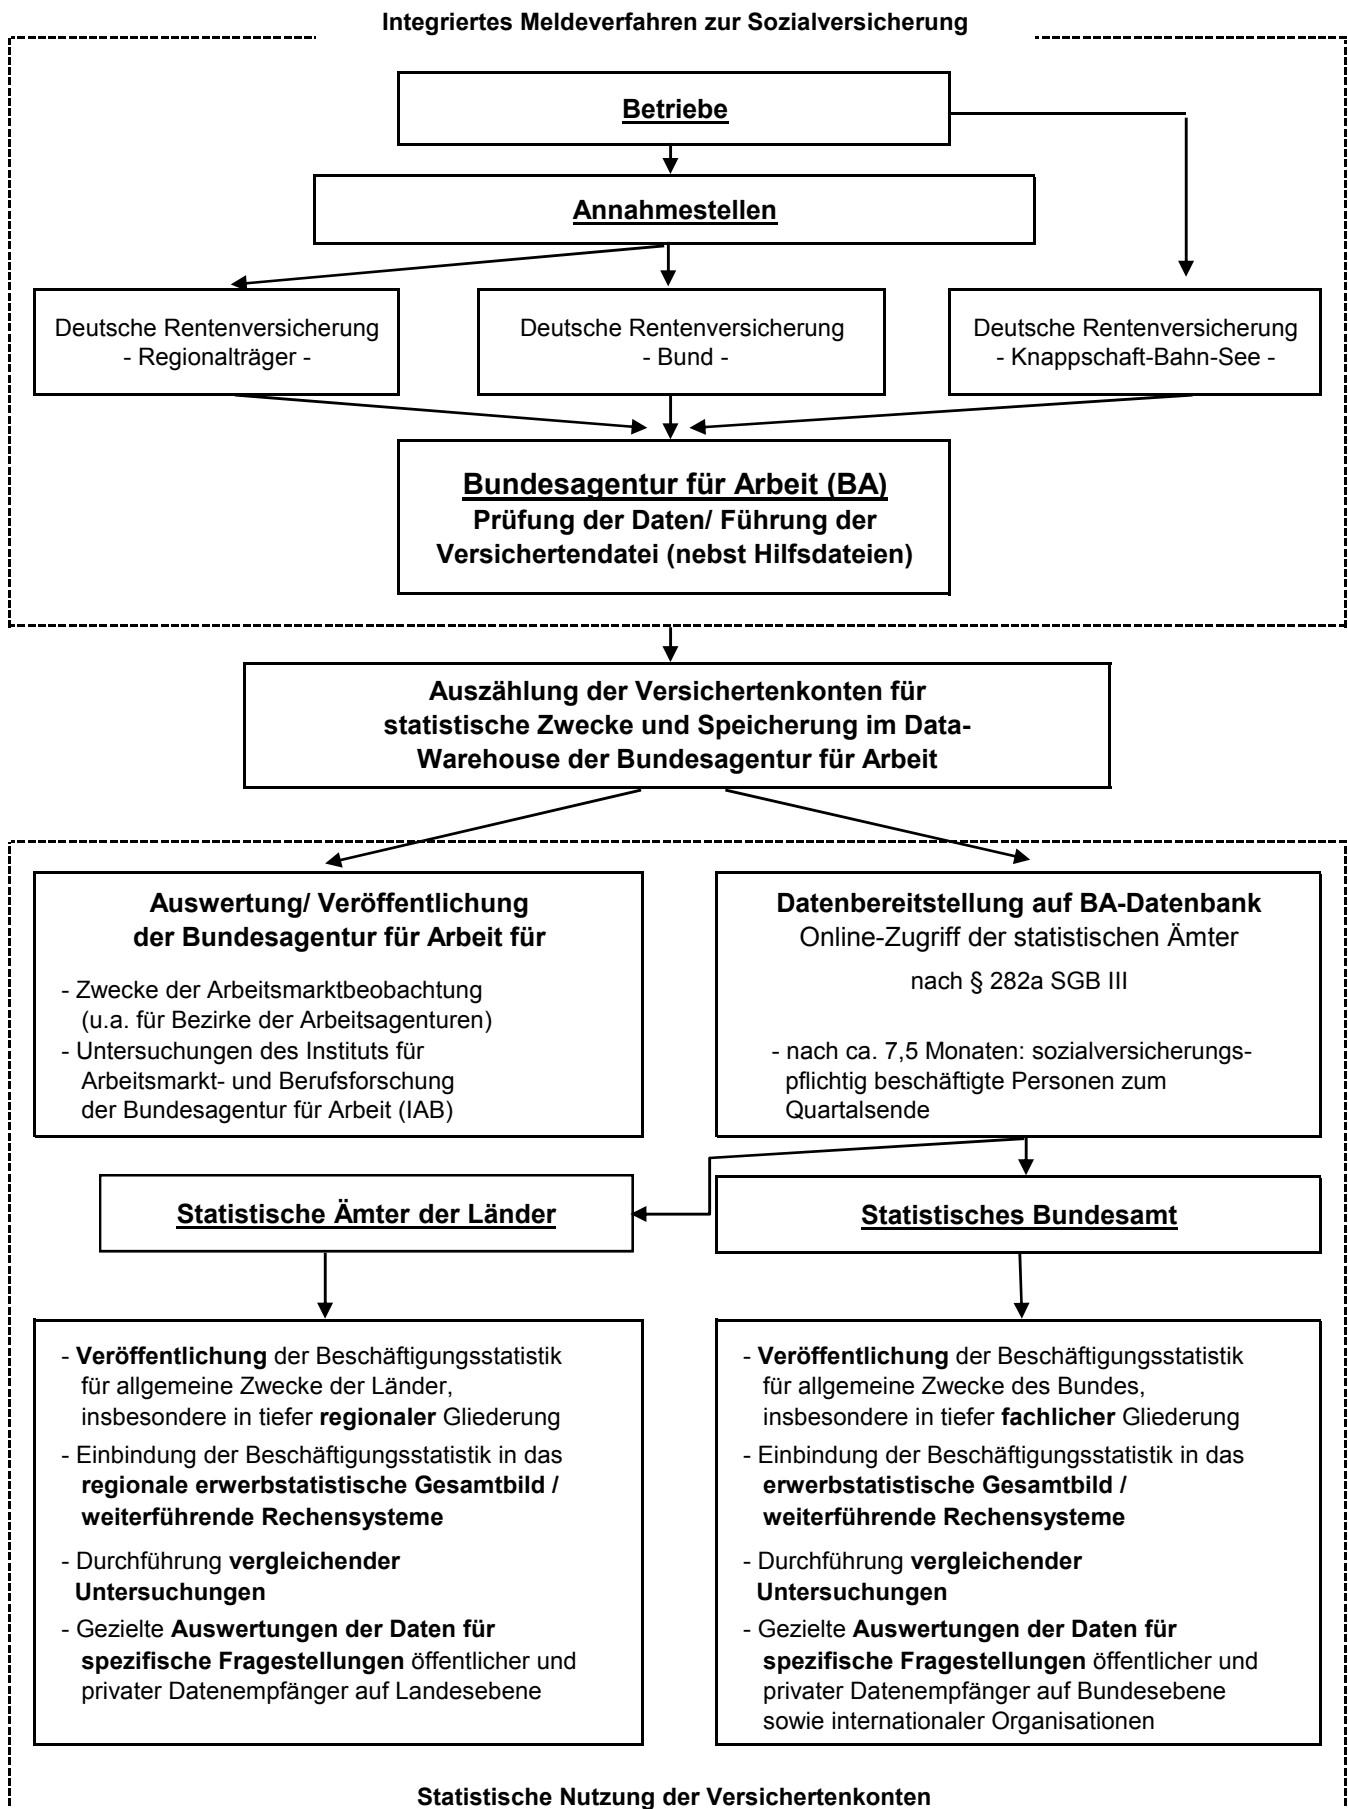 Integriertes Meldeverfahren zur Sozialversicherung
Betriebe
Annahmestellen
Deutsche Rentenversicherung
- Regionalträger -
Deutsche Rentenversicherung
- Bund -
Deutsche Rentenversicherung
- Knappschaft-Bahn-See -
Bundesagentur für Arbeit (BA)
Prüfung der Daten/ Führung der
Versichertendatei (nebst Hilfsdateien)
Auszählung der Versichertenkonten für
statistische Zwecke und Speicherung im Data-
Warehouse der Bundesagentur für Arbeit
Auswertung/ Veröffentlichung
der Bundesagentur für Arbeit für
- Zwecke der Arbeitsmarktbeobachtung
(u.a. für Bezirke der Arbeitsagenturen)
- Untersuchungen des Instituts für
Arbeitsmarkt- und Berufsforschung
der Bundesagentur für Arbeit (IAB)
Datenbereitstellung auf BA-Datenbank
Online-Zugriff der statistischen Ämter
nach § 282a SGB III
- nach ca. 7,5 Monaten: sozialversicherungs-
pflichtig beschäftigte Personen zum
Quartalsende
Statistische Ämter der Länder
Statistisches Bundesamt
- Veröffentlichung der Beschäftigungsstatistik
für allgemeine Zwecke der Länder,
insbesondere in tiefer regionaler Gliederung
- Einbindung der Beschäftigungsstatistik in das
regionale erwerbstatistische Gesamtbild /
weiterführende Rechensysteme
- Durchführung vergleichender
Untersuchungen
- Gezielte Auswertungen der Daten für
spezifische Fragestellungen öffentlicher und
privater Datenempfänger auf Landesebene
- Veröffentlichung der Beschäftigungsstatistik
für allgemeine Zwecke des Bundes,
insbesondere in tiefer fachlicher Gliederung
- Einbindung der Beschäftigungsstatistik in das
erwerbstatistische Gesamtbild /
weiterführende Rechensysteme
- Durchführung vergleichender
Untersuchungen
- Gezielte Auswertungen der Daten für
spezifische Fragestellungen öffentlicher und
privater Datenempfänger auf Bundesebene
sowie internationaler Organisationen
Statistische Nutzung der Versichertenkonten